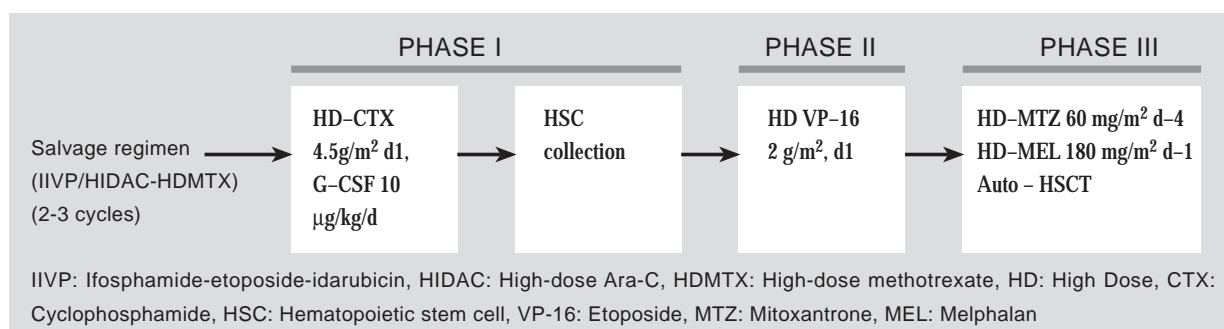 PHASE I
PHASE II
PHASE III
Salvage regimen
(IIVP/HIDAC-HDMTX)
(2-3 cycles)
HD–CTX
4.5g/m² d1,
G–CSF 10
μg/kg/d
HSC
collection
HD VP–16
2 g/m², d1
HD–MTZ 60 mg/m² d–4
HD–MEL 180 mg/m² d–1
Auto – HSCT
IIVP: Ifosphamide-etoposide-idarubicin, HIDAC: High-dose Ara-C, HDMTX: High-dose methotrexate, HD: High Dose, CTX:
Cyclophosphamide, HSC: Hematopoietic stem cell, VP-16: Etoposide, MTZ: Mitoxantrone, MEL: Melphalan